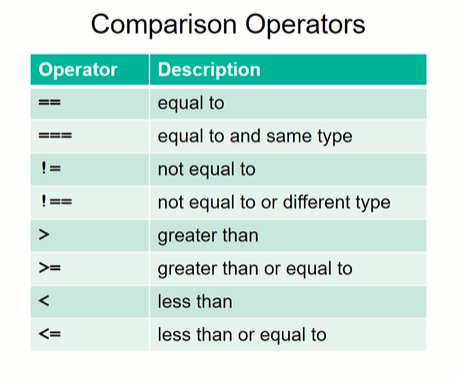 Comparison Operators
Operator Description
== equal to
=== equal to and same type
!= not equal to
!== not equal to or different type
> greater than
>= greater than or equal to
< less than
<= less than or equal to